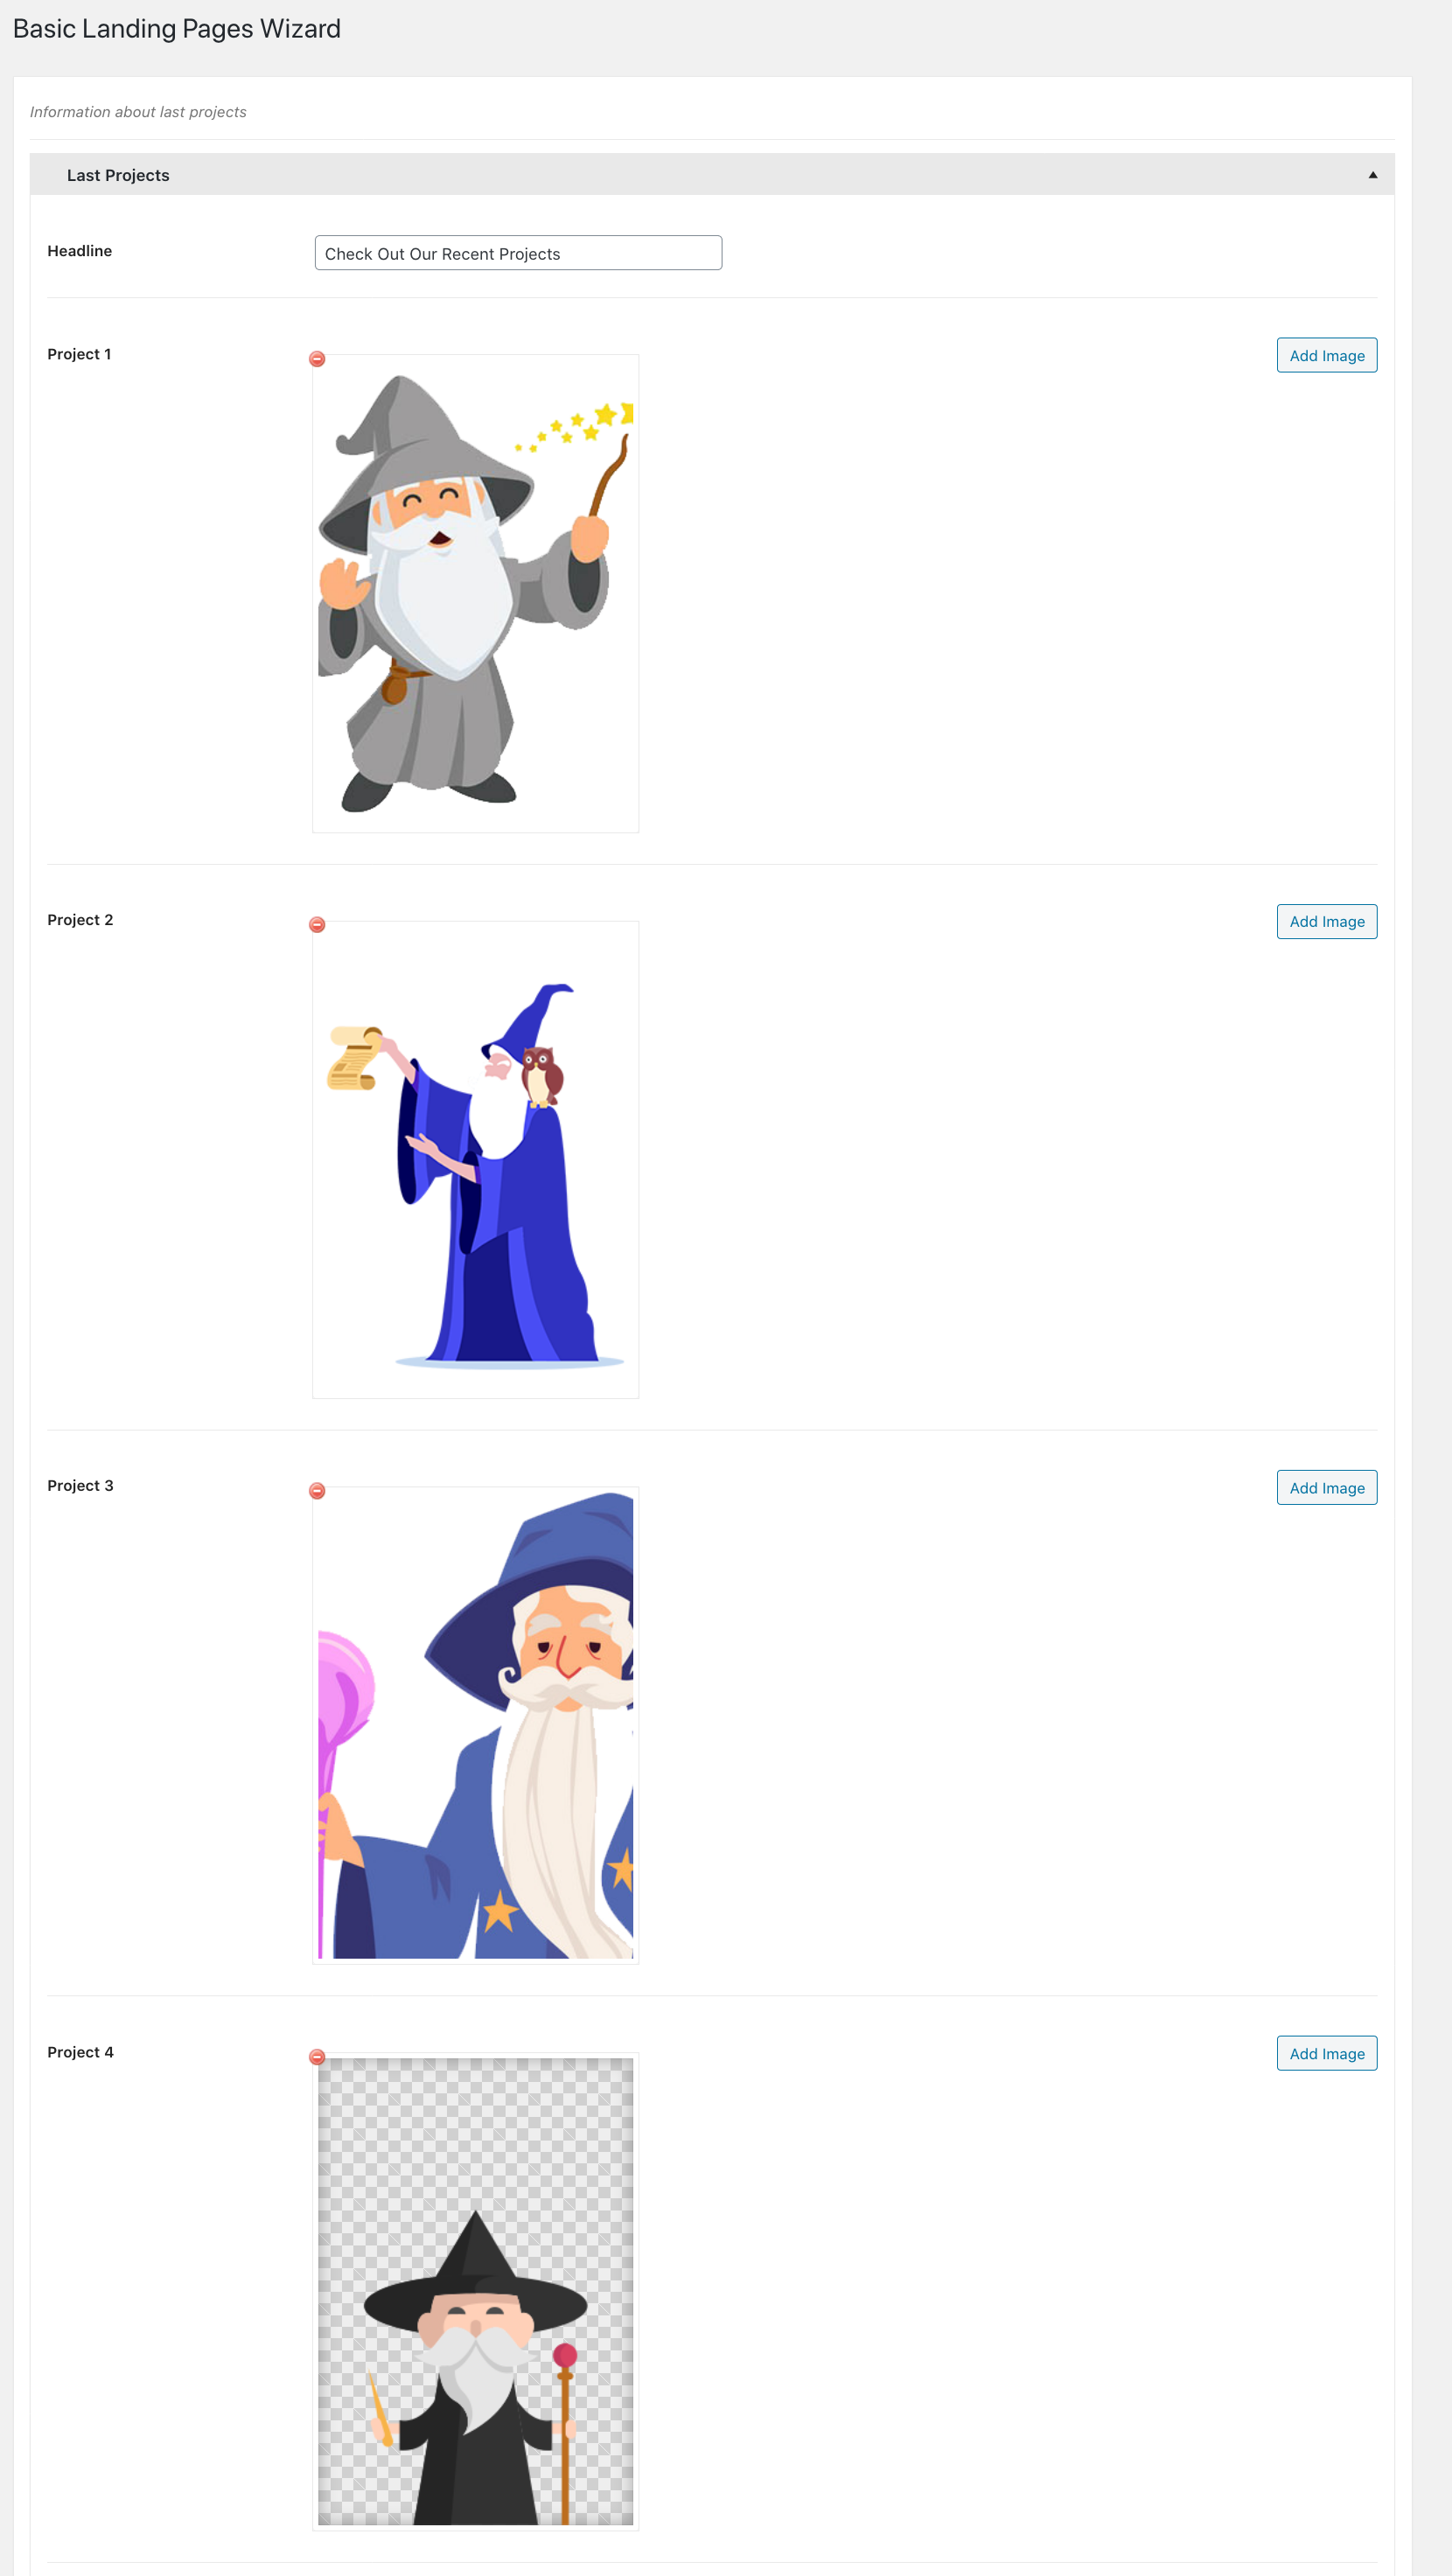 Basic Landing Pages Wizard
Information about last projects
Last Projects
Headline
Check Out Our Recent Projects
Project 1
Add Image
Project 2
Add Image
Project 3
Add Image
Project 4
Add Image